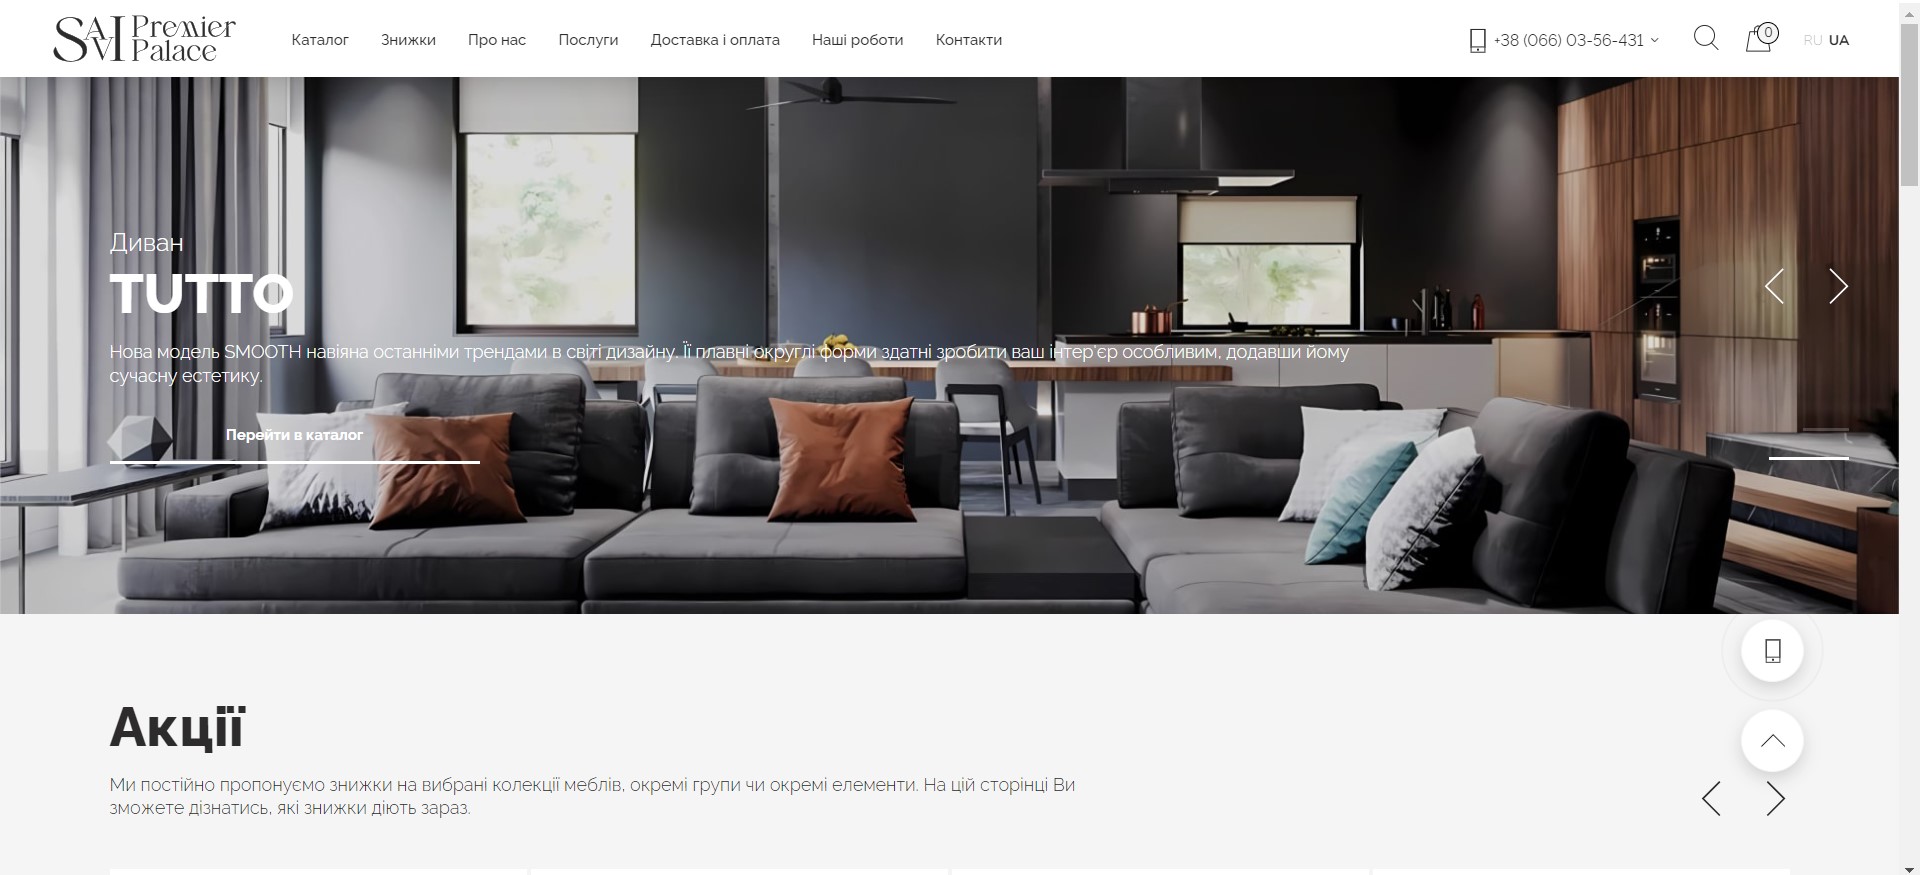 SAVVI Premier Palace
Каталог
Знижки
Про нас
Послуги
Доставка і оплата
Наші роботи
Контакти
+38 (066) 03-56-431
0
RU UA
Диван
TUTTO
Нова модель SMOOTH навіяна останніми трендами в світі дизайну. Її плавні округлі форми здатні зробити ваш інтер'єр особливим, додавши йому
сучасну естетику.
Перейти в каталог
Акції
Ми постійно пропонуємо знижки на вибрані колекції меблів, окремі групи чи окремі елементи. На цій сторінці Ви
зможете дізнатись, які знижки діють зараз.